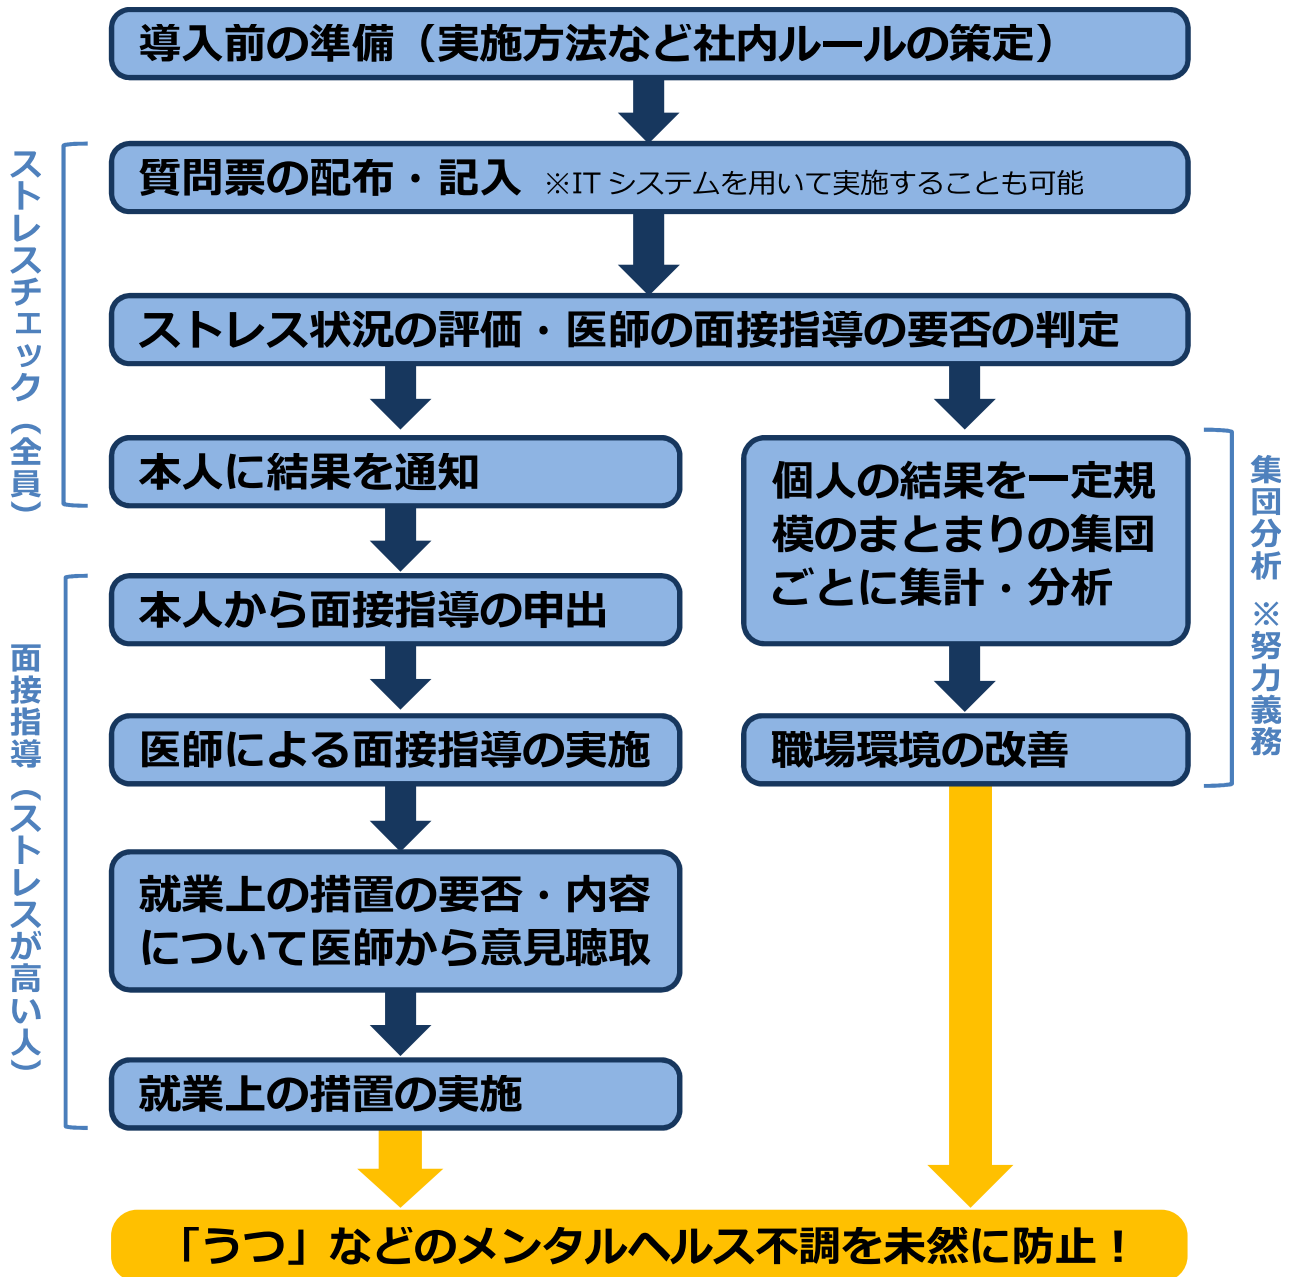 導入前の準備（実施方法など社内ルールの策定）
質問票の配布・記入 ※IT システムを用いて実施することも可能
ストレス状況の評価・医師の面接指導の要否の判定
ストレスチェック（全員）
本人に結果を通知
本人から面接指導の申出
医師による面接指導の実施
就業上の措置の要否・内容
について医師から意見聴取
就業上の措置の実施
面接指導（ストレスが高い人）
個人の結果を一定規
模のまとまりの集団
ごとに集計・分析
職場環境の改善
集団分析 ※努力義務
「うつ」などのメンタルヘルス不調を未然に防止！